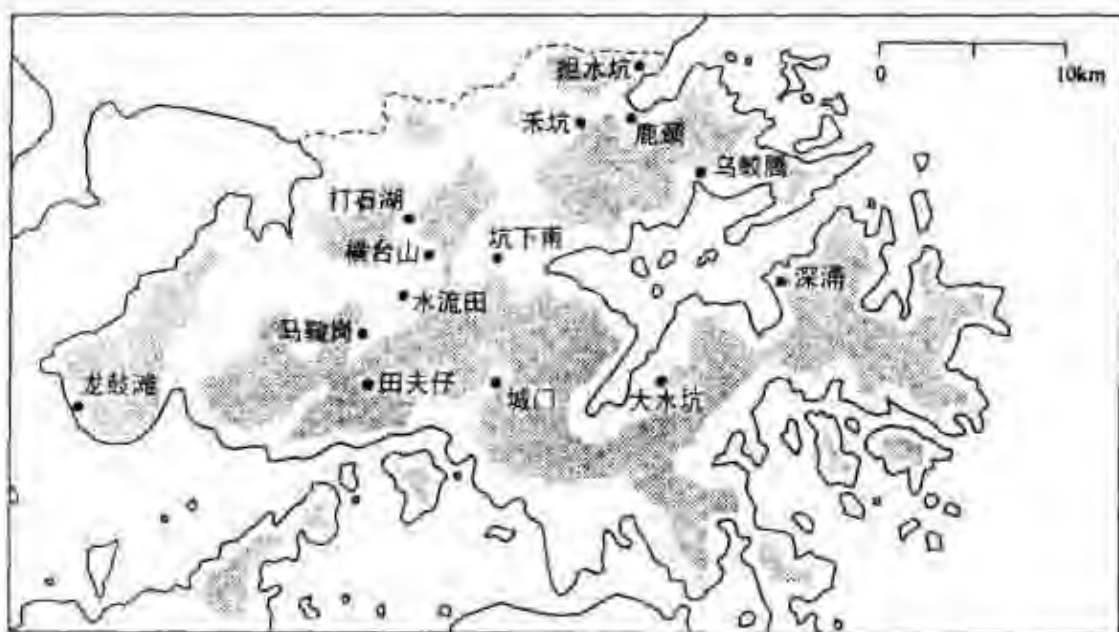 担水坑
0 10km
禾坑
鹿頸
乌蛟腾
打石湖
横台山
坑下莆
深涌
水流田
马鞍岗
龙鼓滩
田夫仔
城门
大水坑